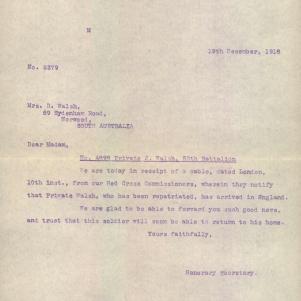 N
19th December, 1918
No. 2379
Mrs. D. Walsh,
89 Sydenham Road,
Norwood,
SOUTH AUSTRALIA
Dear Madam,
No. 4898 Private J. Walsh, 50th Battalion
We are today in receipt of a cable, dated London,
10th inst., from our Red Cross Commissioners, wherein they notify
that Private Walsh, who has been repatriated, has arrived in England.
We are glad to be able to forward you such good news,
and trust that this soldier will soon be able to return to his home.
Yours faithfully,
Honorary Secretary.